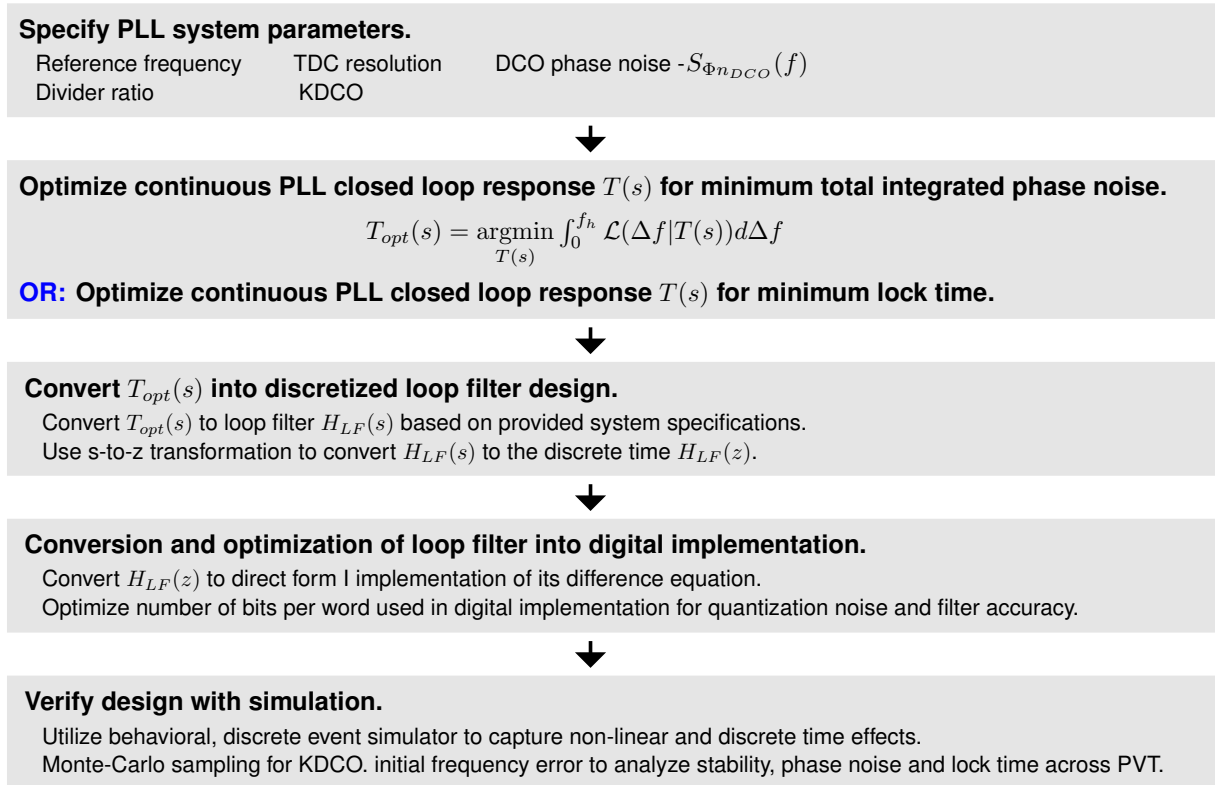 Specify PLL system parameters.
Reference frequency TDC resolution DCO phase noise -$S_{\Phi n_{DCO}}(f)$
Divider ratio KDCO
Optimize continuous PLL closed loop response $T(s)$ for minimum total integrated phase noise.
$T_{opt}(s) = \underset{T(s)}{\mathrm{argmin}} \int_0^{f_h} \mathcal{L}(\Delta f|T(s))d\Delta f$
OR: Optimize continuous PLL closed loop response $T(s)$ for minimum lock time.
Convert $T_{opt}(s)$ into discretized loop filter design.
Convert $T_{opt}(s)$ to loop filter $H_{LF}(s)$ based on provided system specifications.
Use s-to-z transformation to convert $H_{LF}(s)$ to the discrete time $H_{LF}(z)$.
Conversion and optimization of loop filter into digital implementation.
Convert $H_{LF}(z)$ to direct form I implementation of its difference equation.
Optimize number of bits per word used in digital implementation for quantization noise and filter accuracy.
Verify design with simulation.
Utilize behavioral, discrete event simulator to capture non-linear and discrete time effects.
Monte-Carlo sampling for KDCO. initial frequency error to analyze stability, phase noise and lock time across PVT.